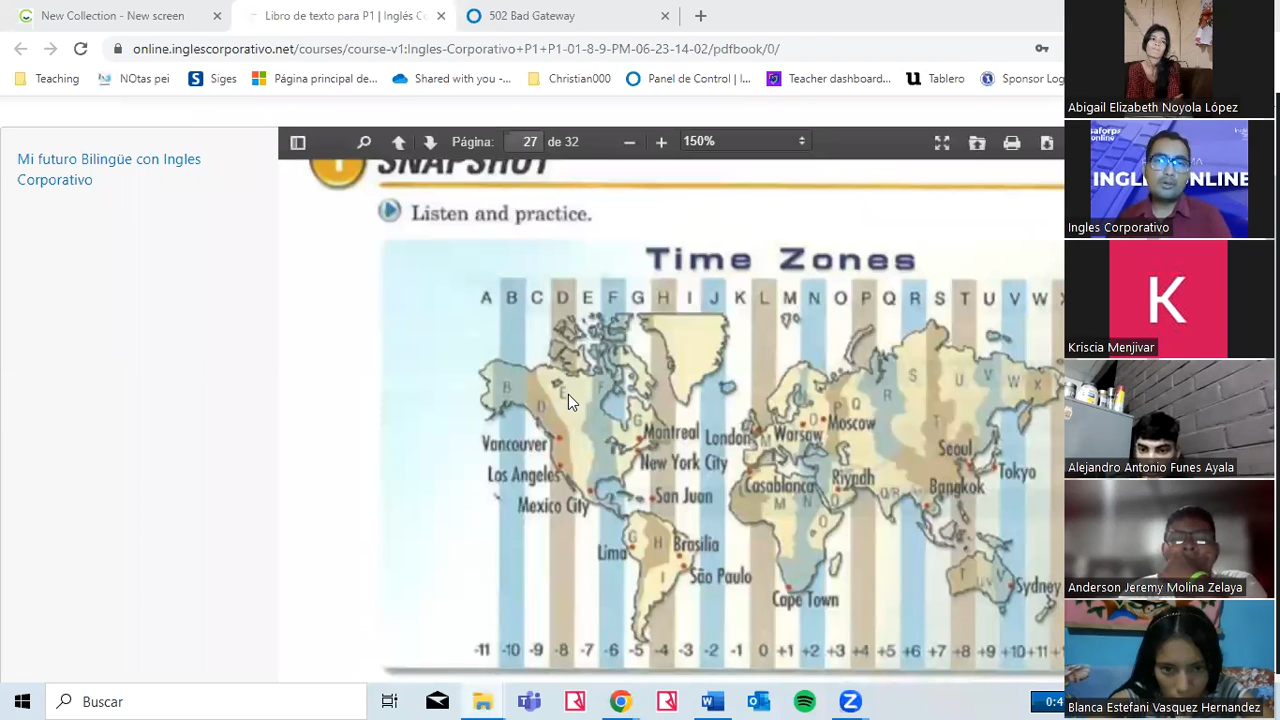 New Collection - New screen
Libro de texto para P1 | Inglés C
502 Bad Gateway
online.inglescorporativo.net/courses/course-v1:Ingles-Corporativo+P1+P1-01-8-9-PM-06-23-14-02/pdfbook/0/
Teaching
NOtas pei
Siges
Página principal de...
Shared with you -...
Christian000
Panel de Control | I...
Teacher dashboard...
Tablero
Sponsor Log
Mi futuro Bilingüe con Ingles
Corporativo
Página: 27 de 32
150%
SNAPSHOT
Listen and practice.
Time Zones
A B C D E F G H I J K L M N O P Q R S T U V W X
B D E F G M N O P Q R S T U V W X
Vancouver
Montreal
London
Warsaw
Moscow
Los Angeles
New York City
Seoul
Tokyo
Mexico City
San Juan
Casablanca
Riyadh
Bangkok
M N O Q Q/R
Lima
G H I
Brasilia
São Paulo
Cape Town
T U/V
Sydney
-11 -10 -9 -8 -7 -6 -5 -4 -3 -2 -1 0 +1 +2 +3 +4 +5 +6 +7 +8 +9 +10 +11
Abigail Elizabeth Noyola López
INGLE ONLINE
Ingles Corporativo
K
Kriscia Menjivar
Alejandro Antonio Funes Ayala
Anderson Jeremy Molina Zelaya
Blanca Estefani Vasquez Hernandez
Buscar